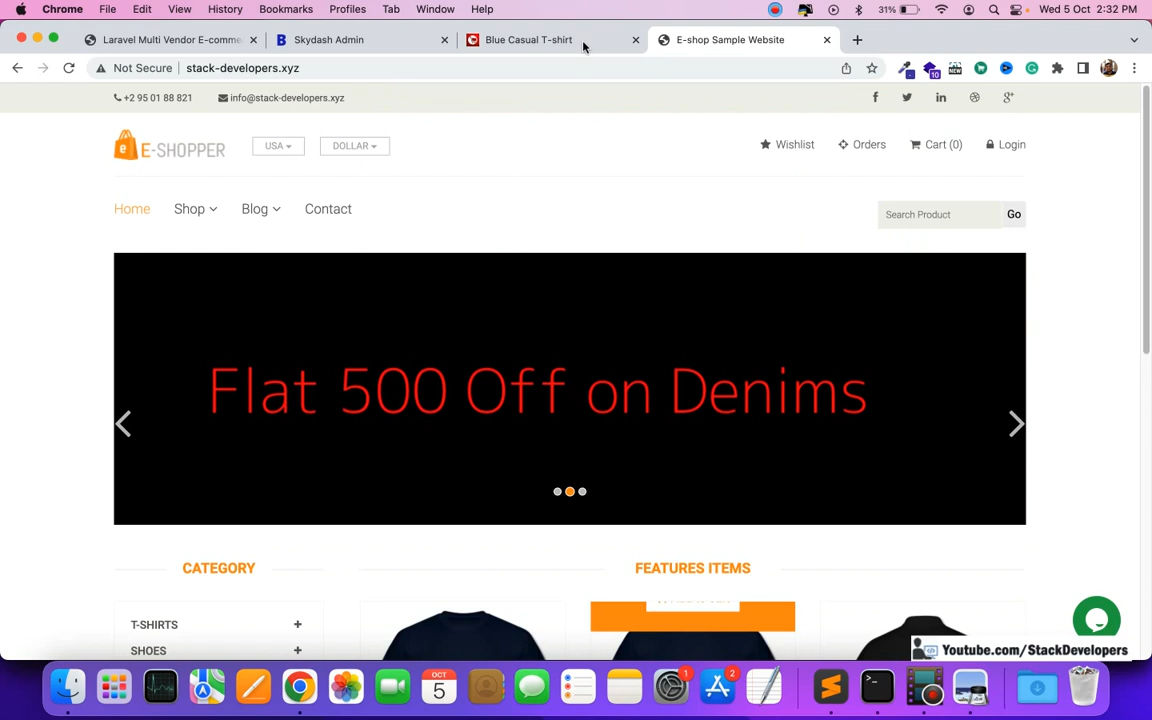 Chrome File Edit View History Bookmarks Profiles Tab Window Help 31% Wed 5 Oct 2:32 PM
Laravel Multi Vendor E-comme Skydash Admin Blue Casual T-shirt E-shop Sample Website
Not Secure stack-developers.xyz
+2 95 01 88 821 info@stack-developers.xyz
E-SHOPPER USA DOLLAR Wishlist Orders Cart (0) Login
Home Shop Blog Contact Search Product Go
Flat 500 Off on Denims
CATEGORY FEATURES ITEMS
T-SHIRTS
SHOES
Youtube.com/StackDevelopers
OCT
5
1
2